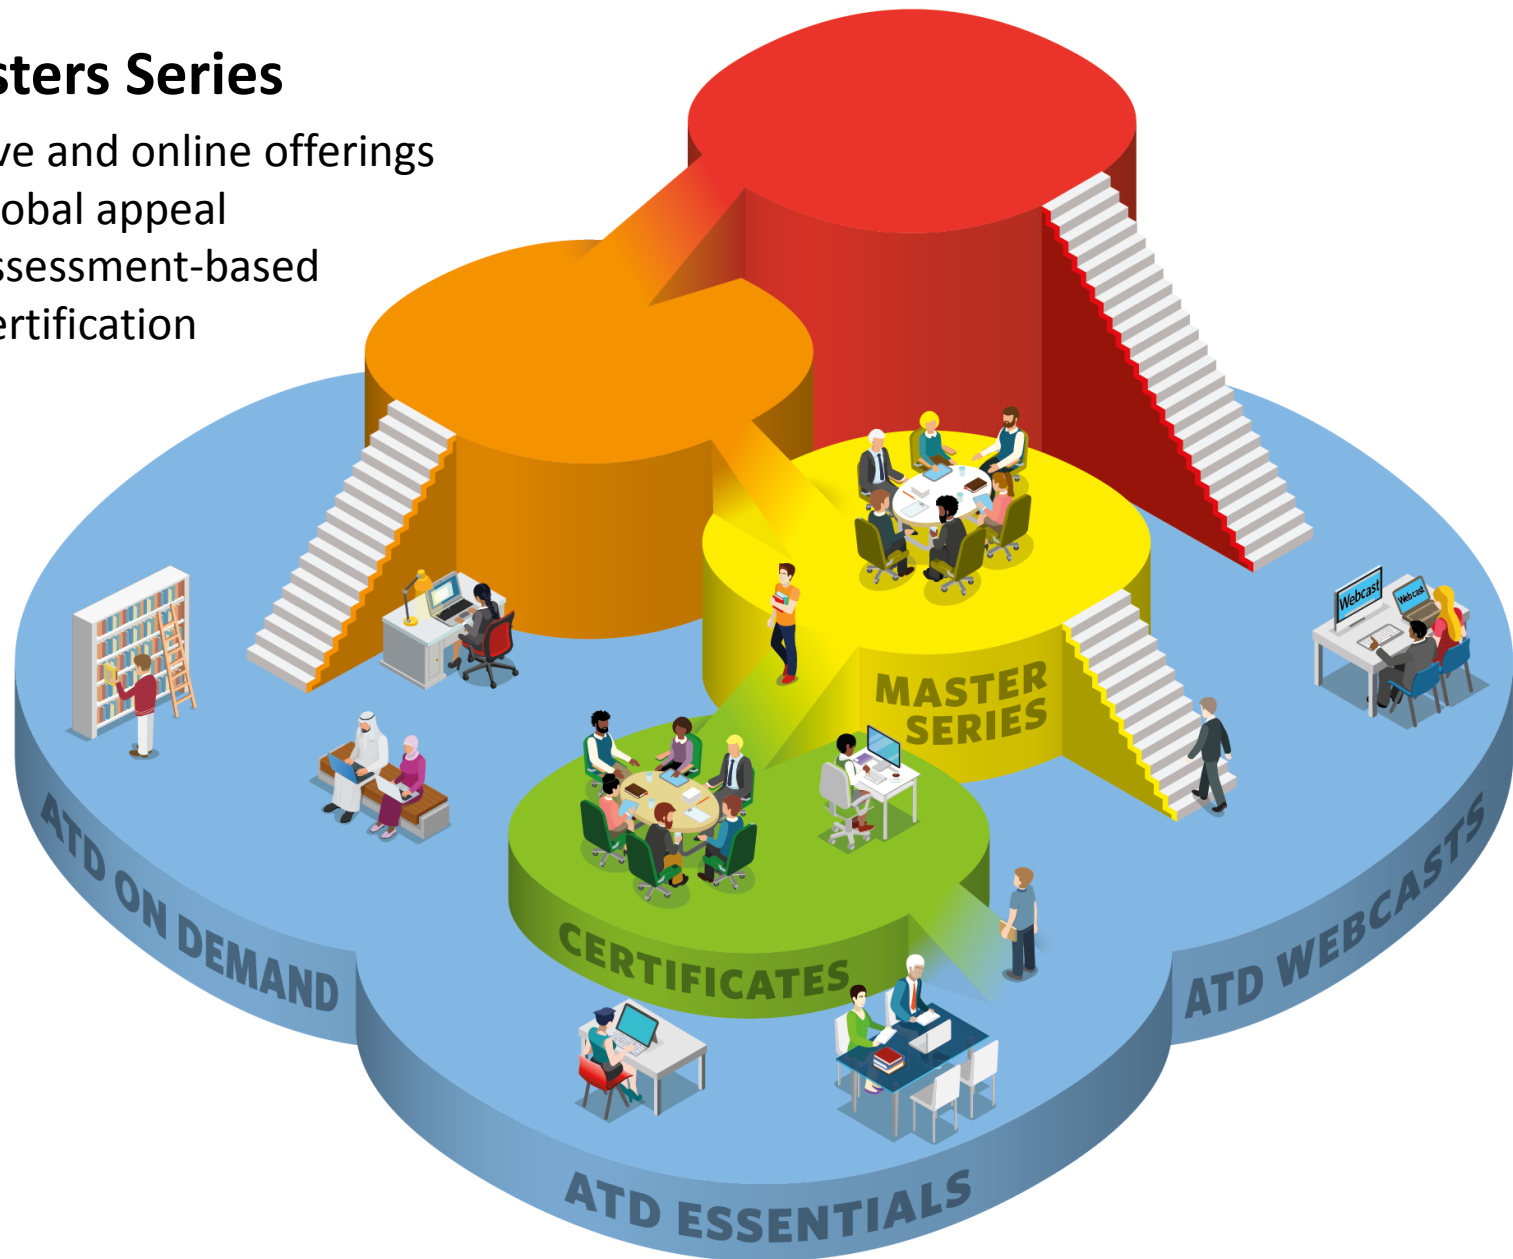 sters Series
ve and online offerings
obal appeal
ssessment-based
ertification
Webcast
Webcast
MASTER
SERIES
CERTIFICATES
ATD ON DEMAND
ATD WEBCASTS
ATD ESSENTIALS